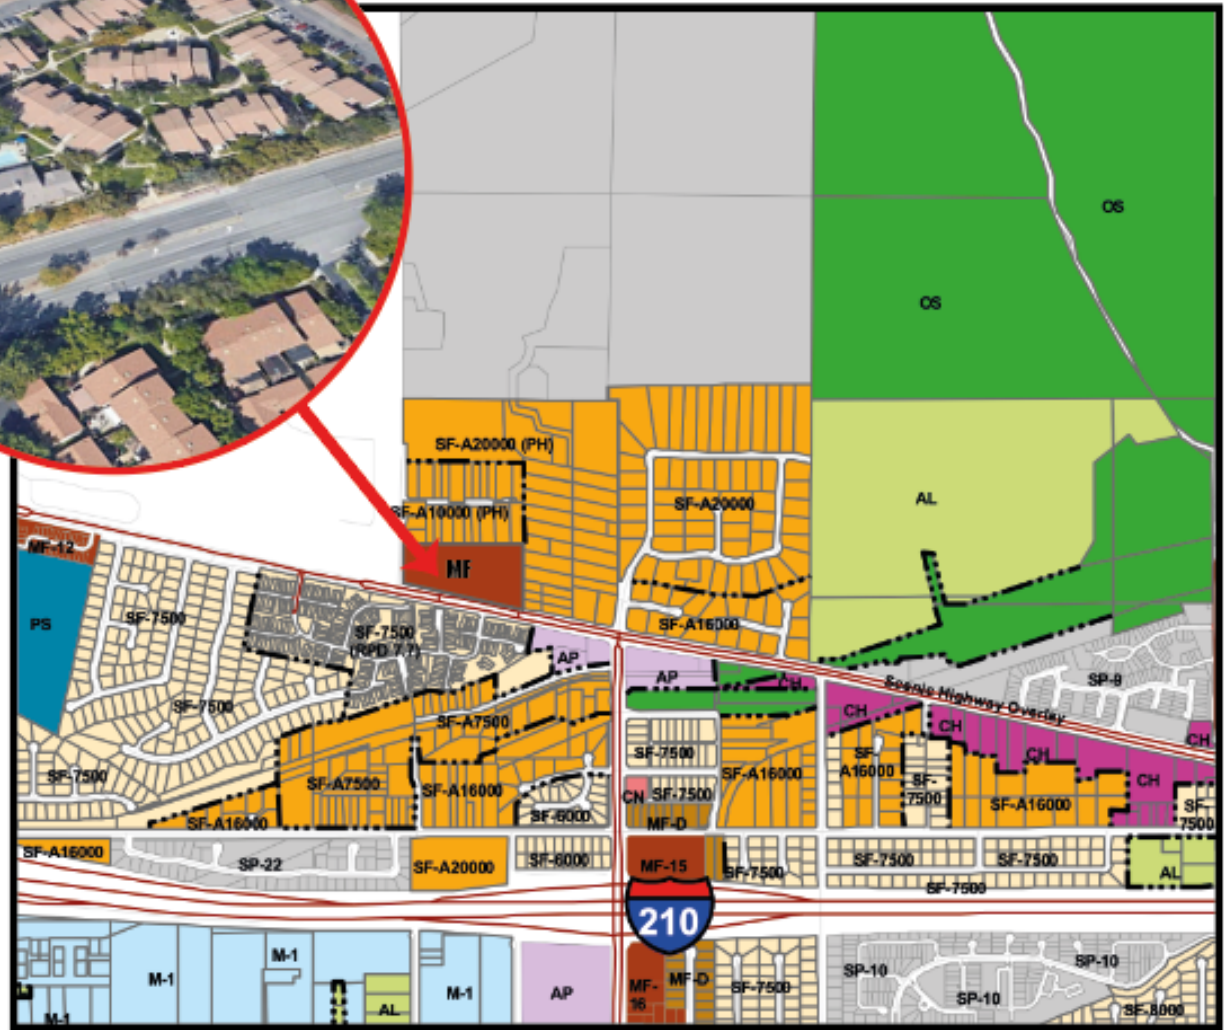 OS
OS
SF-A20000 (PH)
SF-A20000
SF-A10000 (PH)
AL
MF
MF-12
PS
SF-7500
SF-7500
(RPD 7.7)
SF-A16000
AP
AP
CH
SP-9
Scenic Highway Overlay
SF-7500
SF-A7500
CH
CH
CH
CH
SF-7500
SF-A7500
SF-A16000
SF-7500
SF-A16000
SF-
A16000
SF-
7500
CH
SF-A16000
SF-
7500
CN
SF-7500
SF-6000
SF-A16000
MF-D
SF-A16000
SP-22
SF-A20000
SF-6000
MF-15
SF-7500
SF-7500
SF-7500
SF-7500
AL
210
M-1
M-1
M-1
M-1
AL
AP
MF-
16
MF-D
SF-7500
SP-10
SP-10
SP-10
SF-8000